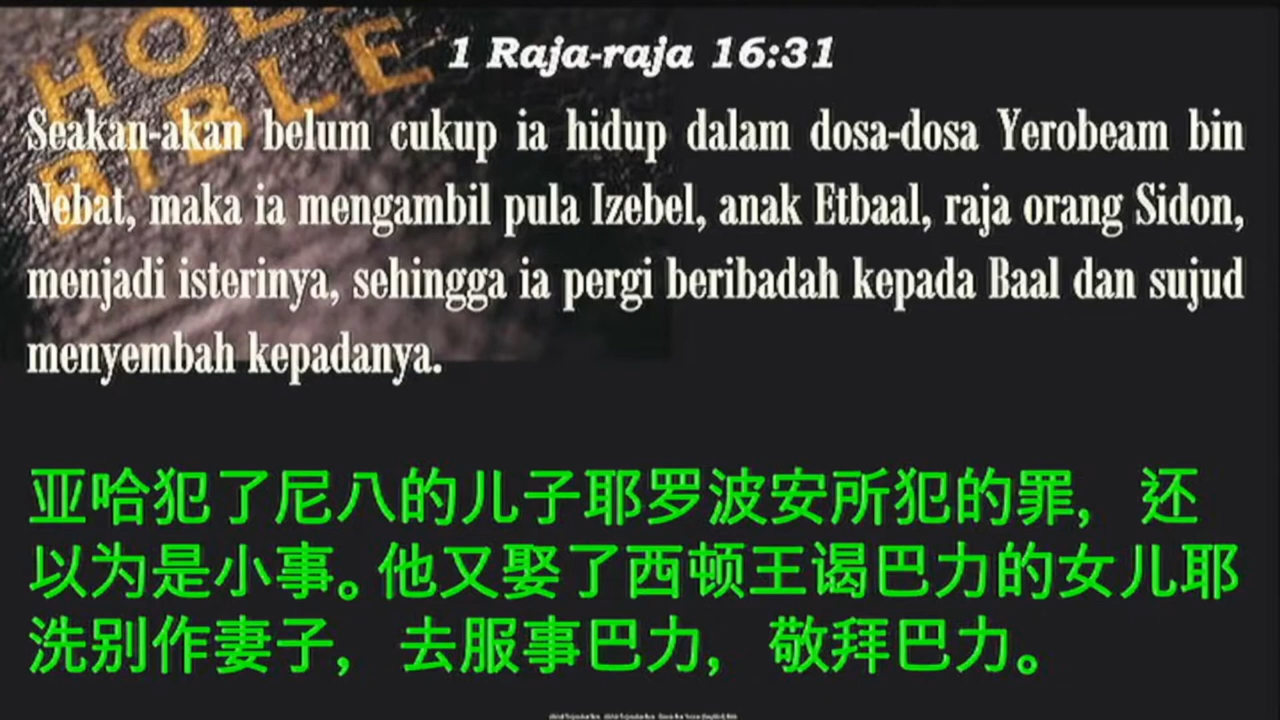 HOLY
BIBLE
1 Raja-raja 16:31
Seakan-akan belum cukup ia hidup dalam dosa-dosa Yerobeam bin
Nebat, maka ia mengambil pula Izebel, anak Etbaal, raja orang Sidon,
menjadi isterinya, sehingga ia pergi beribadah kepada Baal dan sujud
menyembah kepadanya.
亚哈犯了尼八的儿子耶罗波安所犯的罪，还
以为是小事。他又娶了西顿王谒巴力的女儿耶
洗别作妻子，去服事巴力，敬拜巴力。